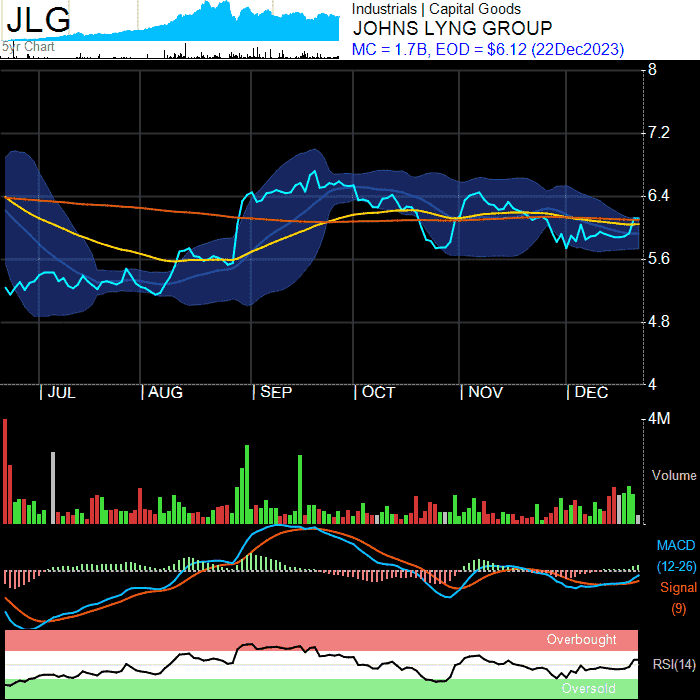 JLG
5yr Chart
Industrials | Capital Goods
JOHNS LYNG GROUP
MC = 1.7B, EOD = $6.12 (22Dec2023)
8
7.2
6.4
5.6
4.8
4
| JUL | AUG | SEP | OCT | NOV | DEC
4M
Volume
MACD
(12-26)
Signal
(9)
Overbought
RSI(14)
Oversold